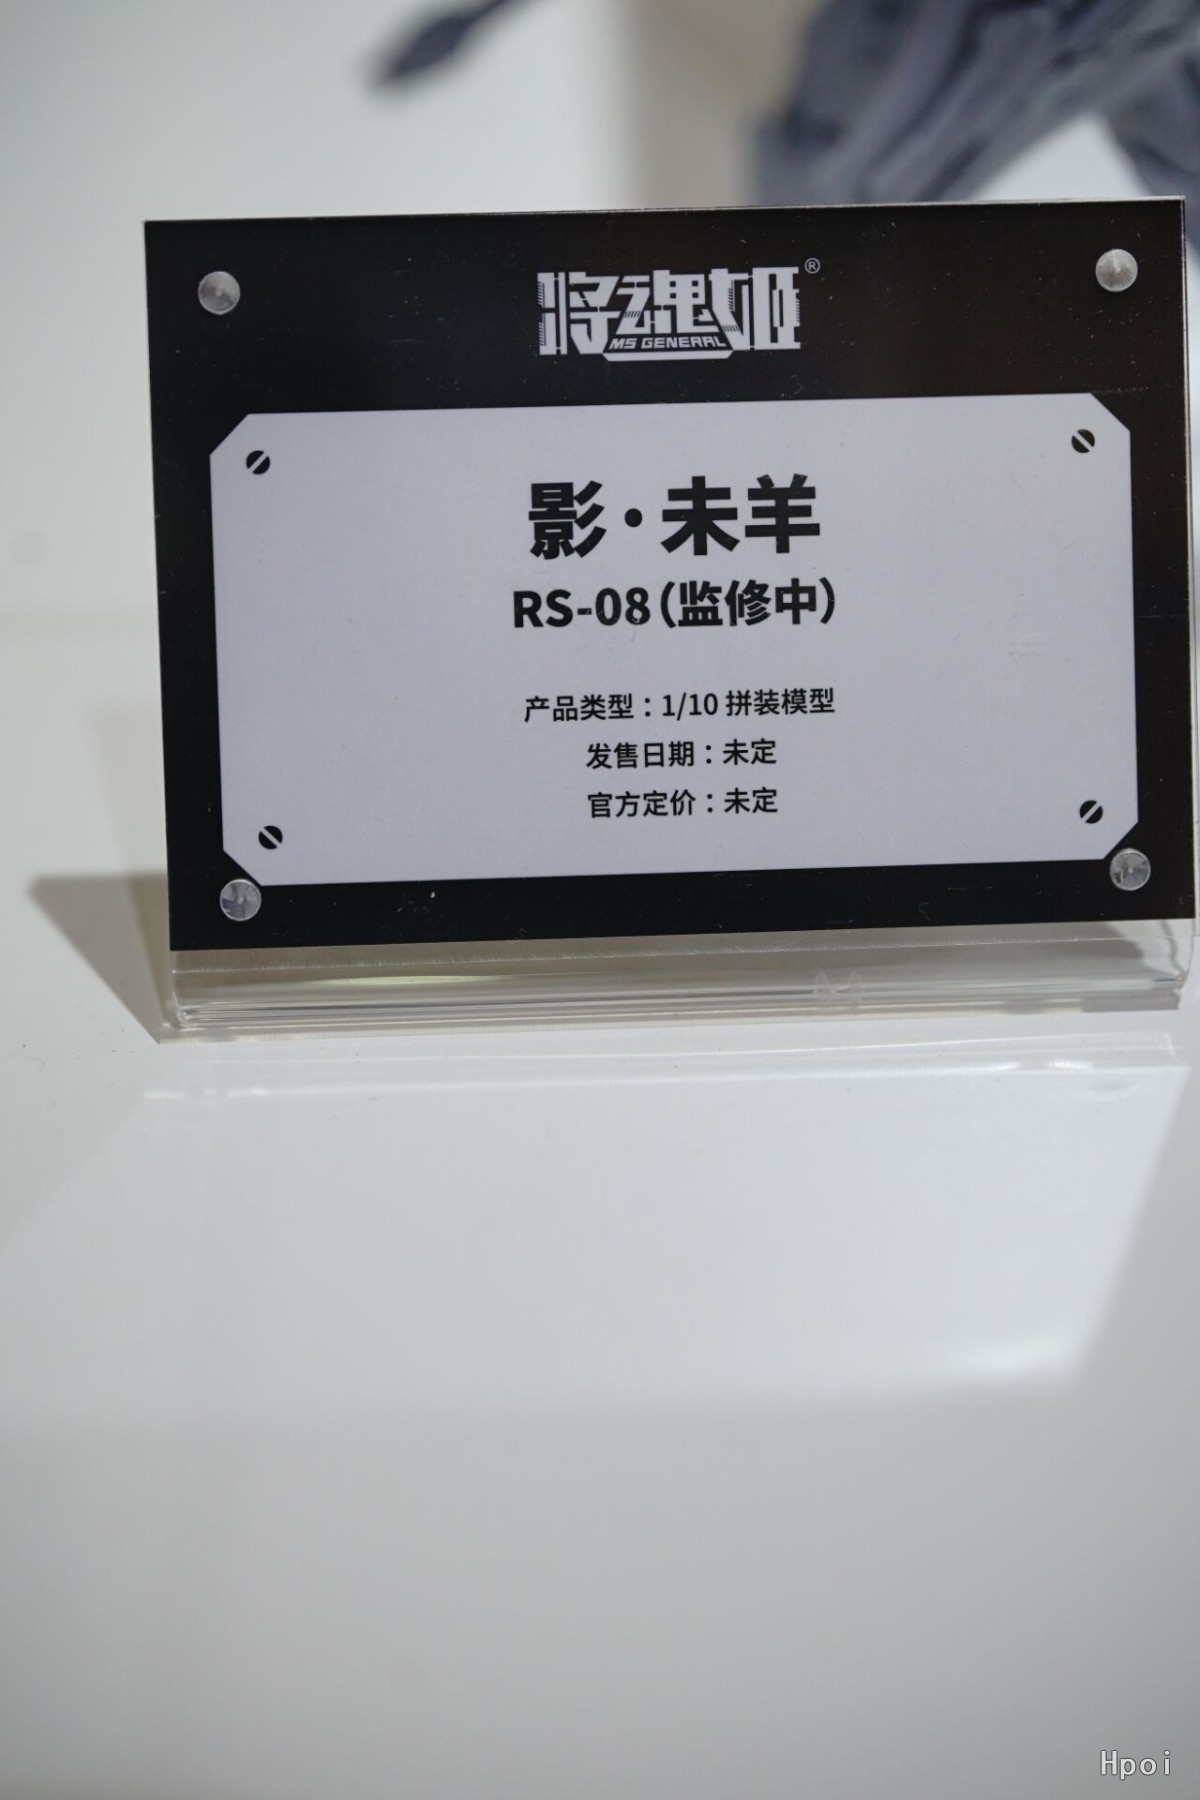 将魂姬®
MS GENERAL
影·未羊
RS-08（监修中）
产品类型：1/10 拼装模型
发售日期：未定
官方定价：未定
Hpoi